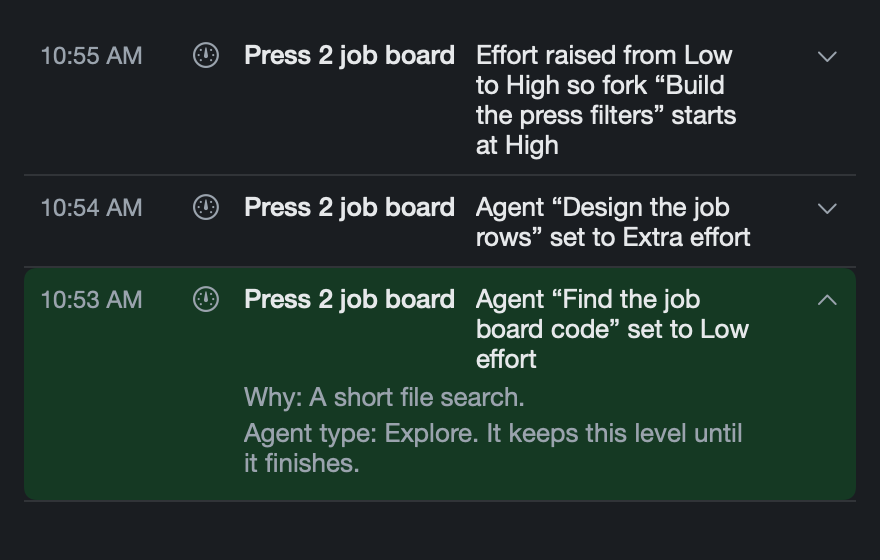 10:55 AM Press 2 job board Effort raised from Low
to High so fork “Build
the press filters” starts
at High
10:54 AM Press 2 job board Agent “Design the job
rows” set to Extra effort
10:53 AM Press 2 job board Agent “Find the job
board code” set to Low
effort
Why: A short file search.
Agent type: Explore. It keeps this level until
it finishes.